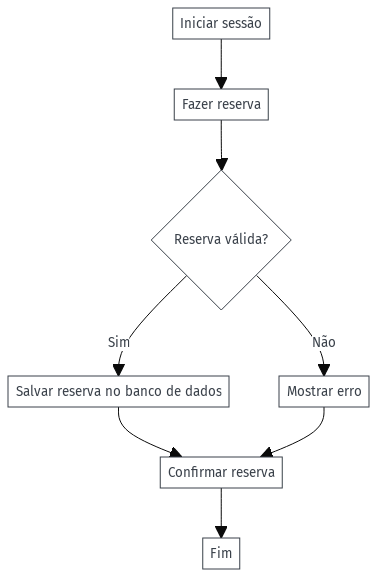 Iniciar sessão
Fazer reserva
Reserva válida?
Sim
Não
Salvar reserva no banco de dados
Mostrar erro
Confirmar reserva
Fim